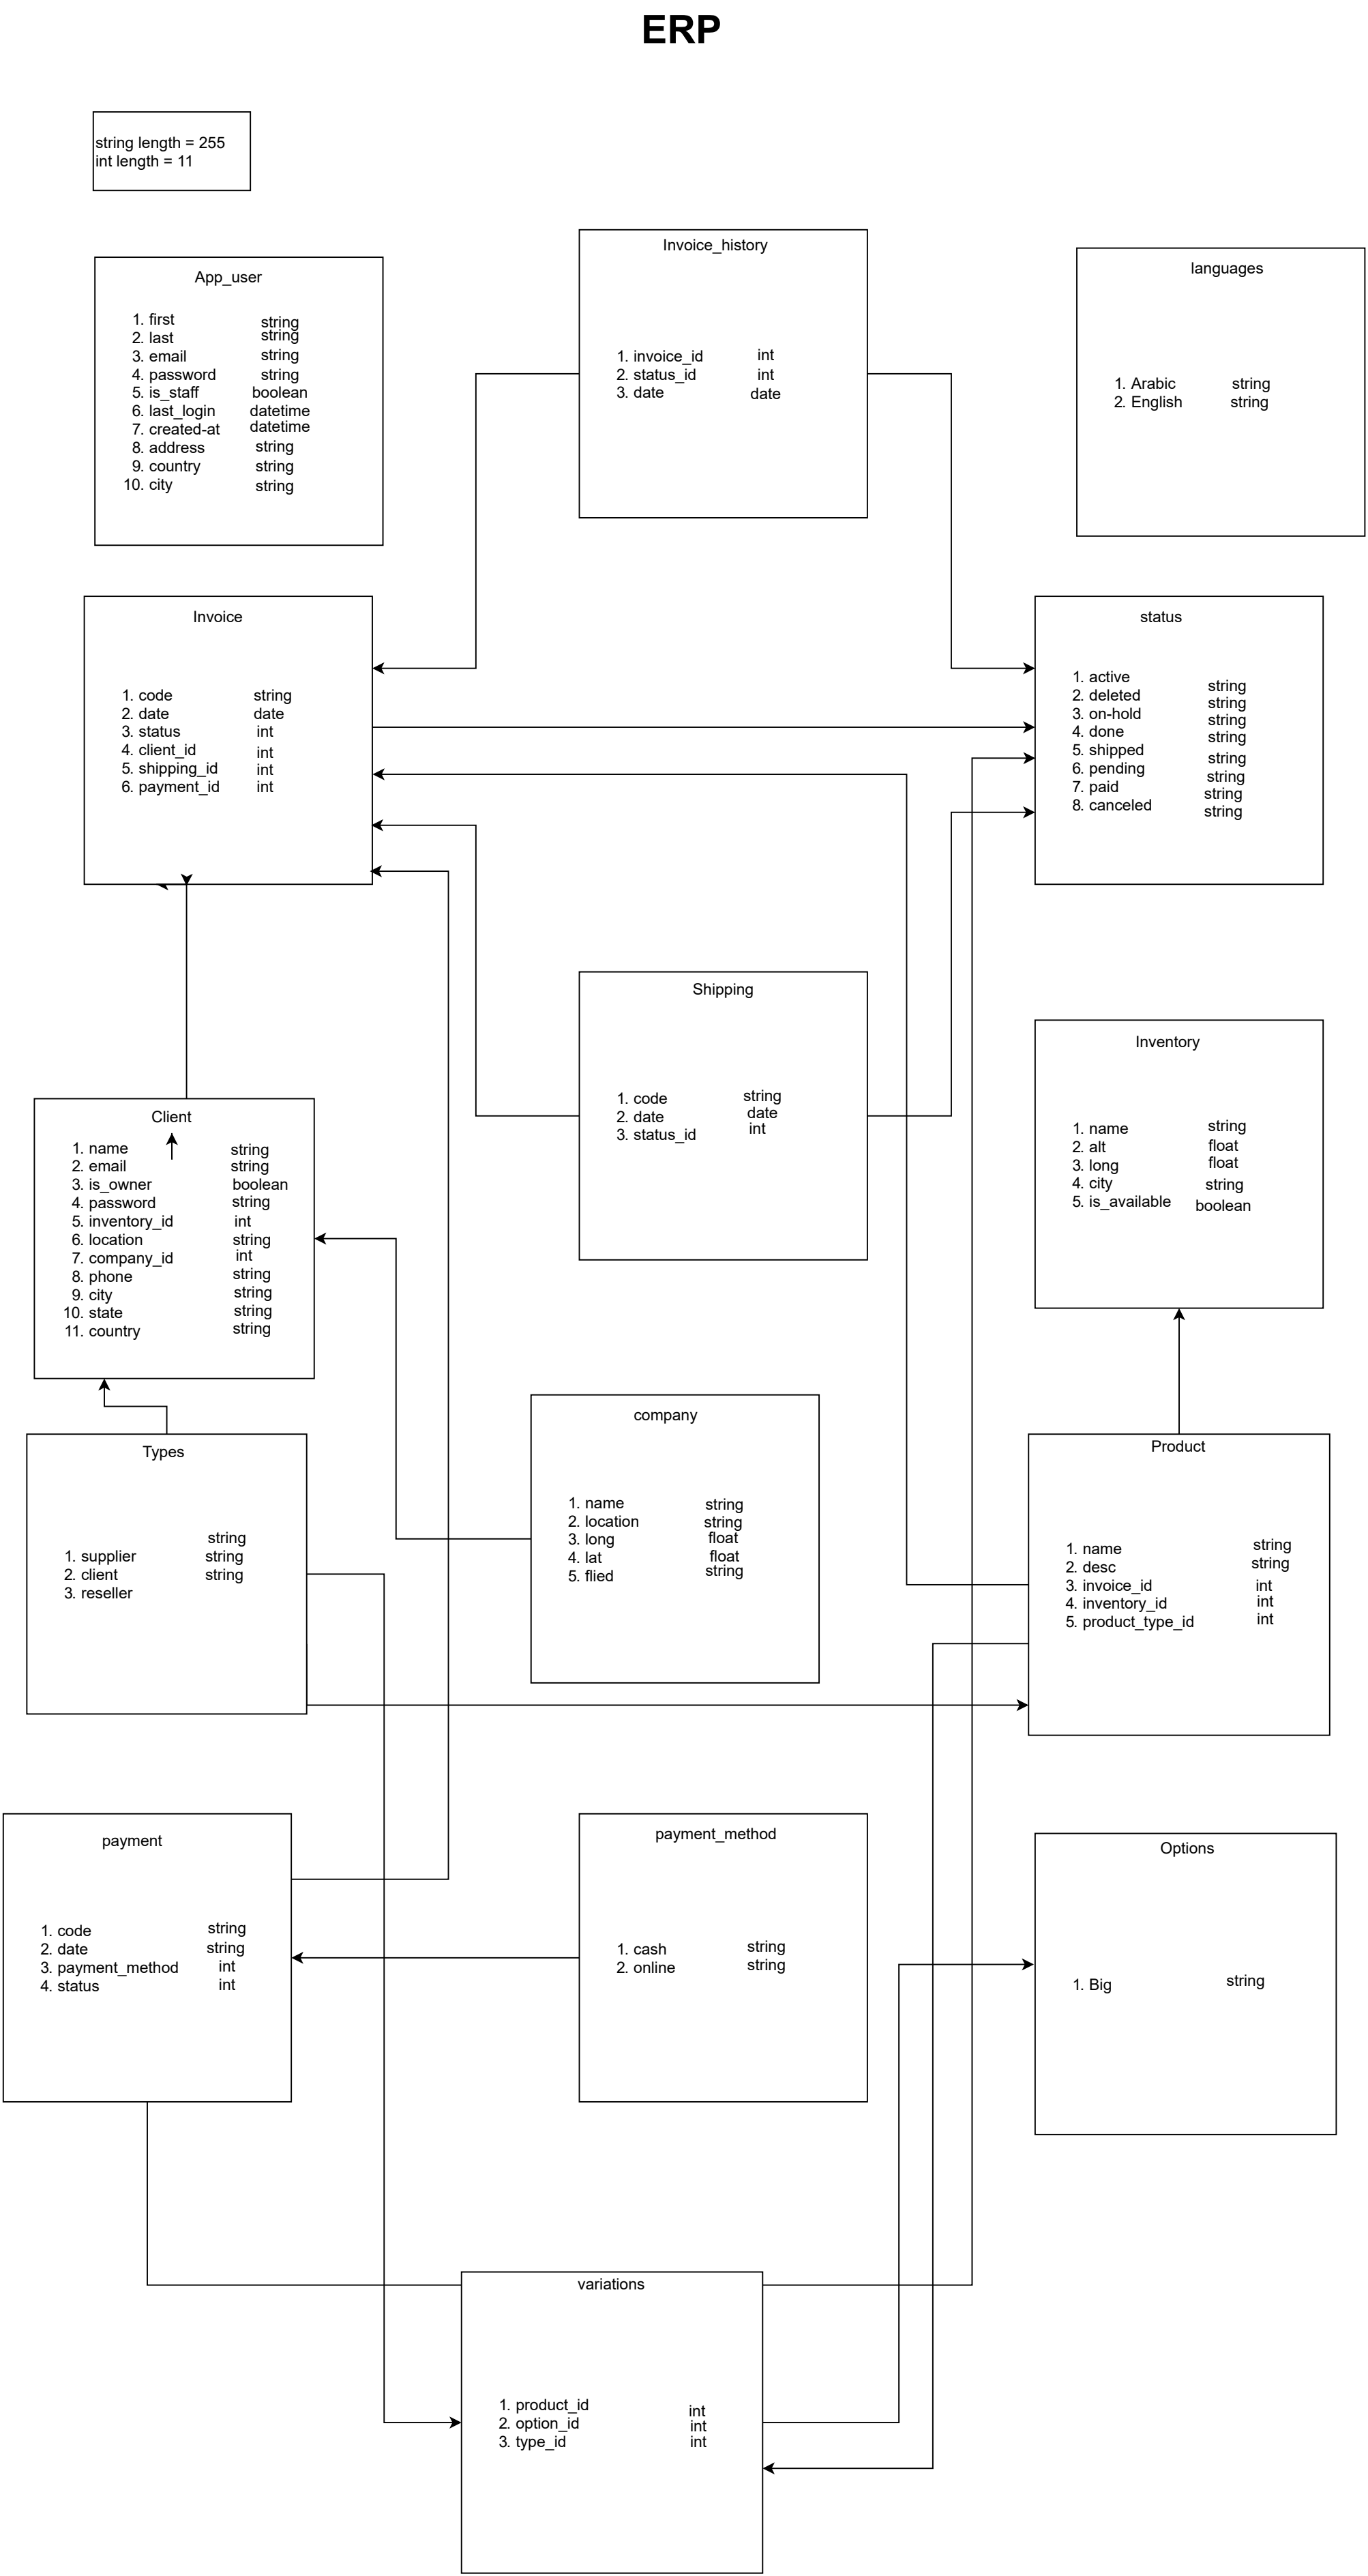 ERP
string length = 255
int length = 11
App_user
1. first string
2. last string
3. email string
4. password string
5. is_staff boolean
6. last_login datetime
7. created-at datetime
8. address string
9. country string
10. city string
Invoice_history
1. invoice_id int
2. status_id int
3. date date
languages
1. Arabic string
2. English string
Invoice
1. code string
2. date date
3. status int
4. client_id int
5. shipping_id int
6. payment_id int
status
1. active string
2. deleted string
3. on-hold string
4. done string
5. shipped string
6. pending string
7. paid string
8. canceled string
Shipping
1. code string
2. date date
3. status_id int
Inventory
1. name string
2. alt float
3. long float
4. city string
5. is_available boolean
Client
1. name string
2. email string
3. is_owner boolean
4. password string
5. inventory_id int
6. location string
7. company_id int
8. phone string
9. city string
10. state string
11. country string
company
1. name string
2. location string
3. long float
4. lat float
5. flied string
Types
string
1. supplier string
2. client string
3. reseller
Product
1. name string
2. desc string
3. invoice_id int
4. inventory_id int
5. product_type_id int
payment
1. code string
2. date string
3. payment_method int
4. status int
payment_method
1. cash string
2. online string
Options
1. Big string
variations
1. product_id int
2. option_id int
3. type_id int